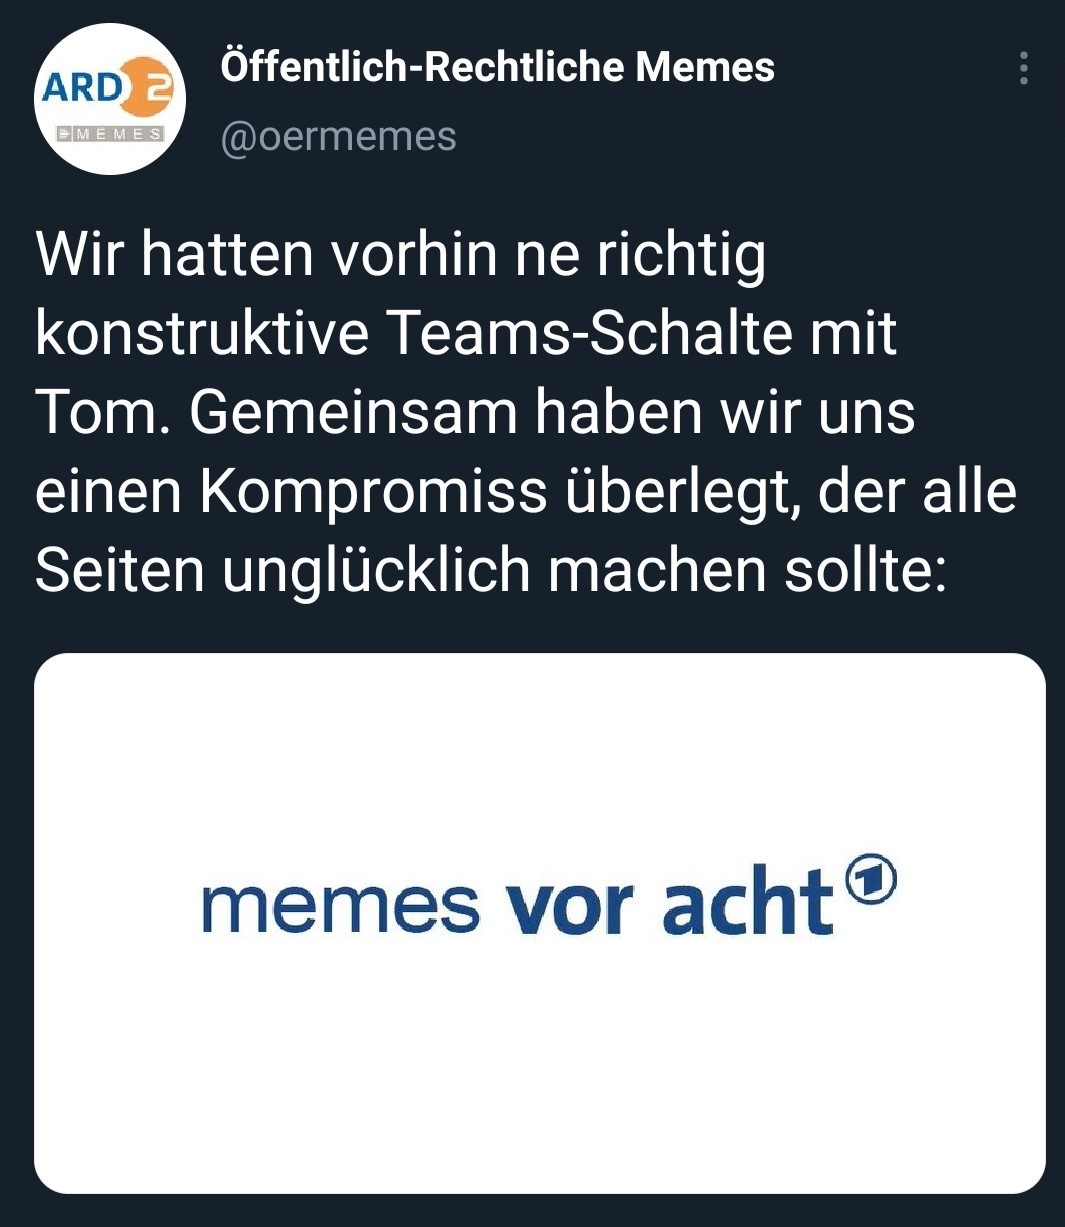 ARD 2
MEMES
Öffentlich-Rechtliche Memes
@oermemes
Wir hatten vorhin ne richtig
konstruktive Teams-Schalte mit
Tom. Gemeinsam haben wir uns
einen Kompromiss überlegt, der alle
Seiten unglücklich machen sollte:
memes vor acht 1